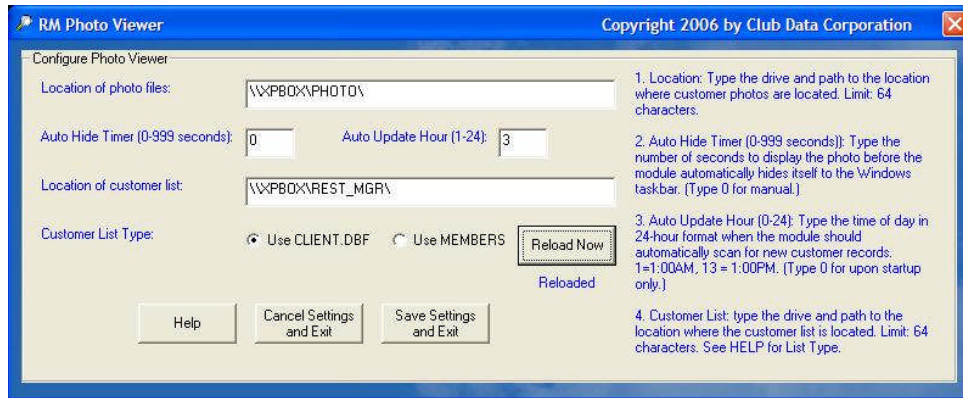 RM Photo Viewer Copyright 2006 by Club Data Corporation
Configure Photo Viewer
Location of photo files: \\XPBOX\PHOTO\
Auto Hide Timer (0-999 seconds): 0 Auto Update Hour (1-24): 3
Location of customer list: \\XPBOX\REST_MGR\
Customer List Type: Use CLIENT.DBF Use MEMBERS Reload Now
Reloaded
Help
Cancel Settings
and Exit
Save Settings
and Exit
1. Location: Type the drive and path to the location
where customer photos are located. Limit: 64
characters.
2. Auto Hide Timer (0-999 seconds)): Type the
number of seconds to display the photo before the
module automatically hides itself to the Windows
taskbar. (Type 0 for manual.)
3. Auto Update Hour (0-24): Type the time of day in
24-hour format when the module should
automatically scan for new customer records.
1=1:00AM, 13 = 1:00PM. (Type 0 for upon startup
only.)
4. Customer List: type the drive and path to the
location where the customer list is located. Limit: 64
characters. See HELP for List Type.